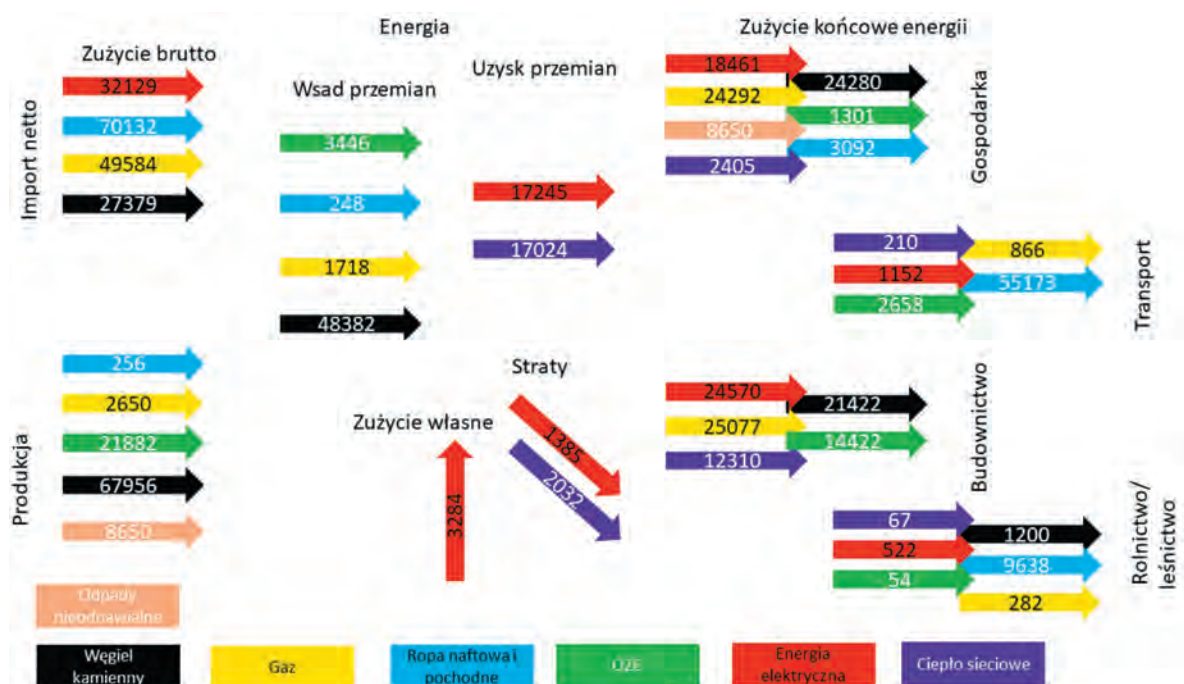 Energia
Zużycie brutto
Zużycie końcowe energii
Wsad przemian
Uzysk przemian
Import netto
32129
70132
49584
27379
3446
248
1718
48382
17245
17024
18461
24292
8650
2405
24280
1301
3092
Gospodarka
210
1152
2658
866
55173
Transport
Produkcja
256
2650
21882
67956
8650
Zużycie własne
3284
Straty
1385
2032
24570
25077
12310
21422
14422
Budownictwo
67
522
54
1200
9638
282
Rolnictwo/
leśnictwo
Odpady
nieodnawialne
Węgiel
kamienny
Gaz
Ropa naftowa i
pochodne
OZE
Energia
elektryczna
Ciepło sieciowe